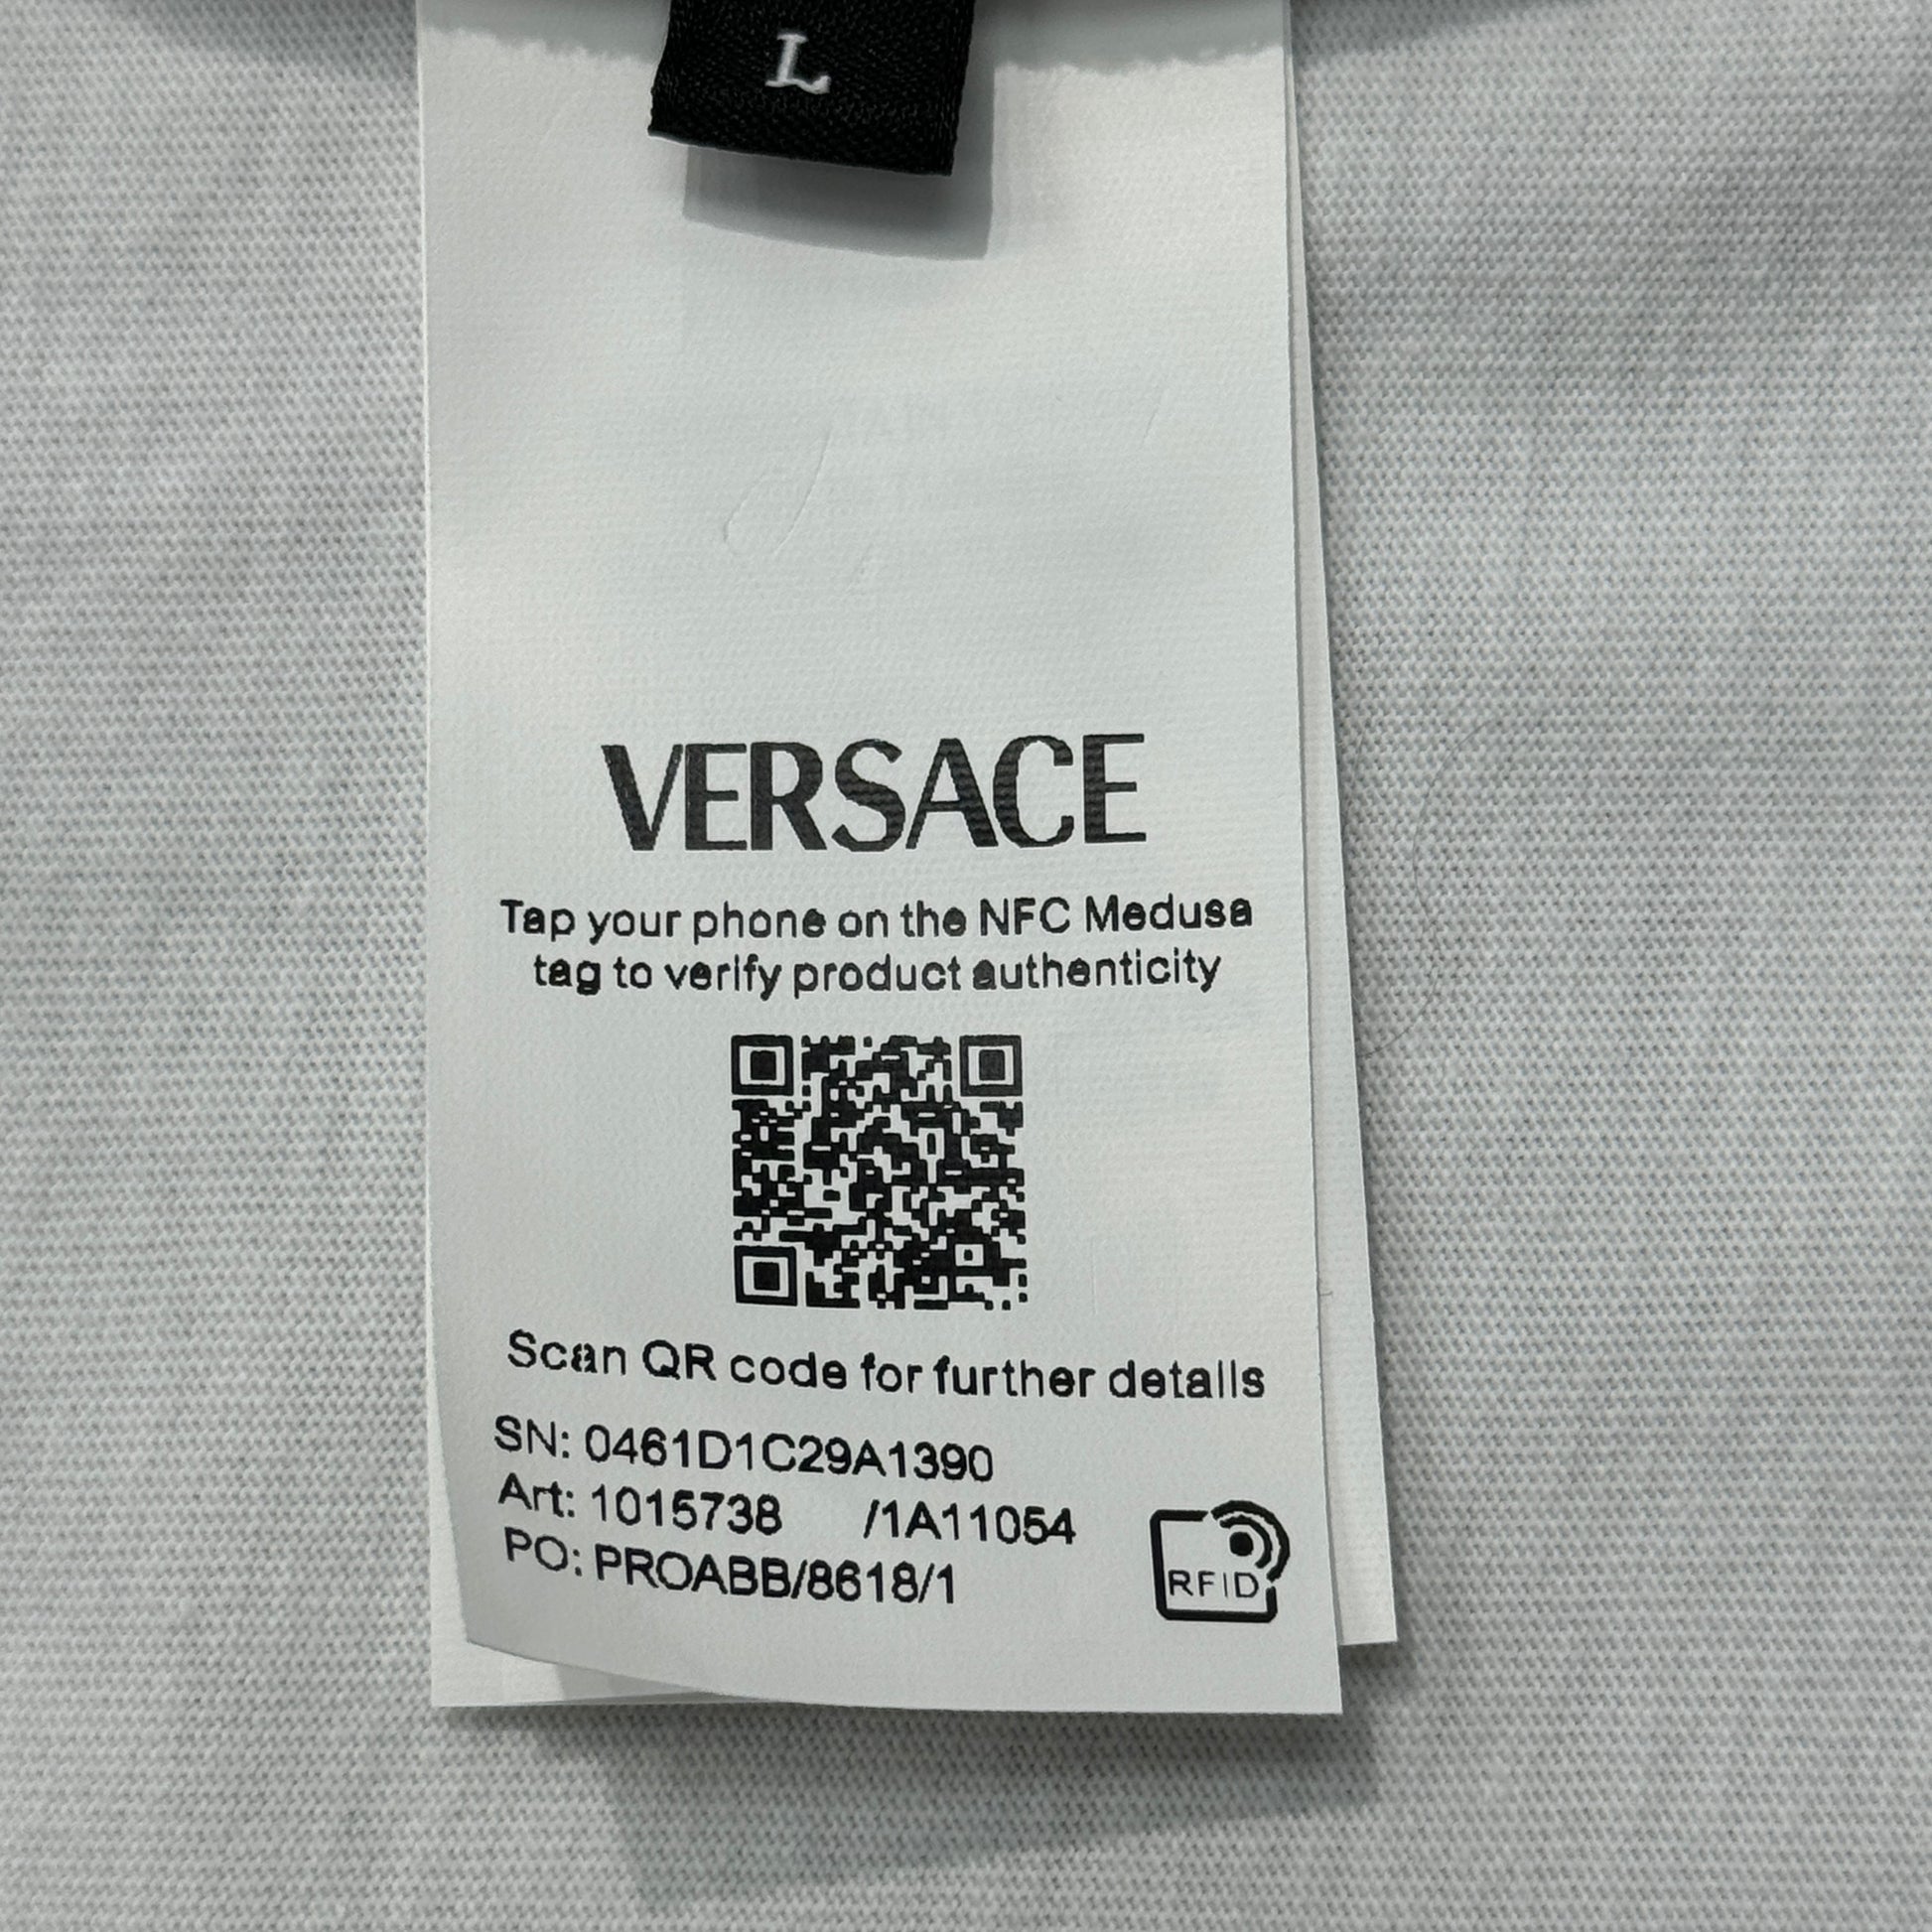 L
VERSACE
Tap your phone on the NFC Medusa
tag to verify product authenticity
Scan QR code for further details
SN: 0461D1C29A1390
Art: 1015738 /1A11054
PO: PROABB/8618/1
RFID